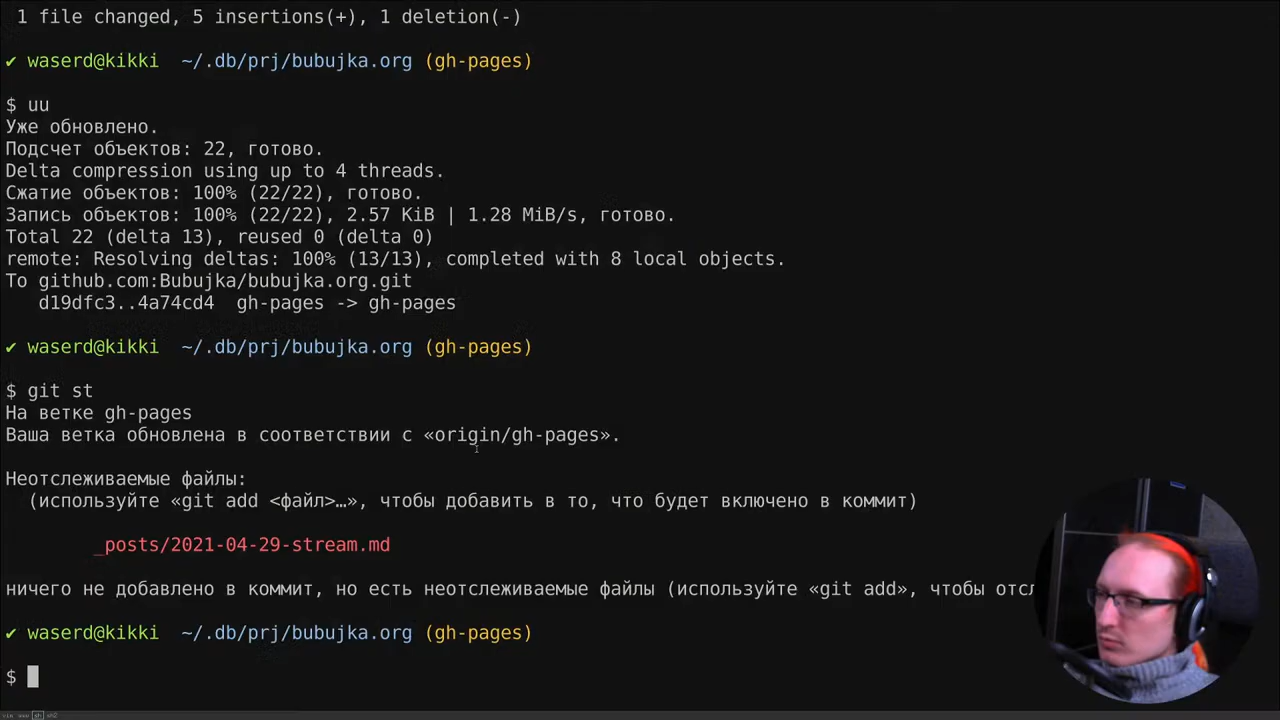 1 file changed, 5 insertions(+), 1 deletion(-)
✔ waserd@kikki ~/.db/prj/bubujka.org (gh-pages)
$ uu
Уже обновлено.
Подсчет объектов: 22, готово.
Delta compression using up to 4 threads.
Сжатие объектов: 100% (22/22), готово.
Запись объектов: 100% (22/22), 2.57 KiB | 1.28 MiB/s, готово.
Total 22 (delta 13), reused 0 (delta 0)
remote: Resolving deltas: 100% (13/13), completed with 8 local objects.
To github.com:Bubujka/bubujka.org.git
d19dfc3..4a74cd4 gh-pages -> gh-pages
✔ waserd@kikki ~/.db/prj/bubujka.org (gh-pages)
$ git st
На ветке gh-pages
Ваша ветка обновлена в соответствии с «origin/gh-pages».
Неотслеживаемые файлы:
(используйте «git add <файл>…», чтобы добавить в то, что будет включено в коммит)
_posts/2021-04-29-stream.md
ничего не добавлено в коммит, но есть неотслеживаемые файлы (используйте «git add», чтобы отсл
✔ waserd@kikki ~/.db/prj/bubujka.org (gh-pages)
$